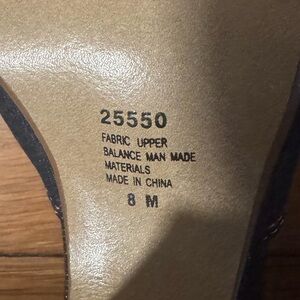 25550
FABRIC UPPER
BALANCE MAN MADE
MATERIALS
MADE IN CHINA
8 M